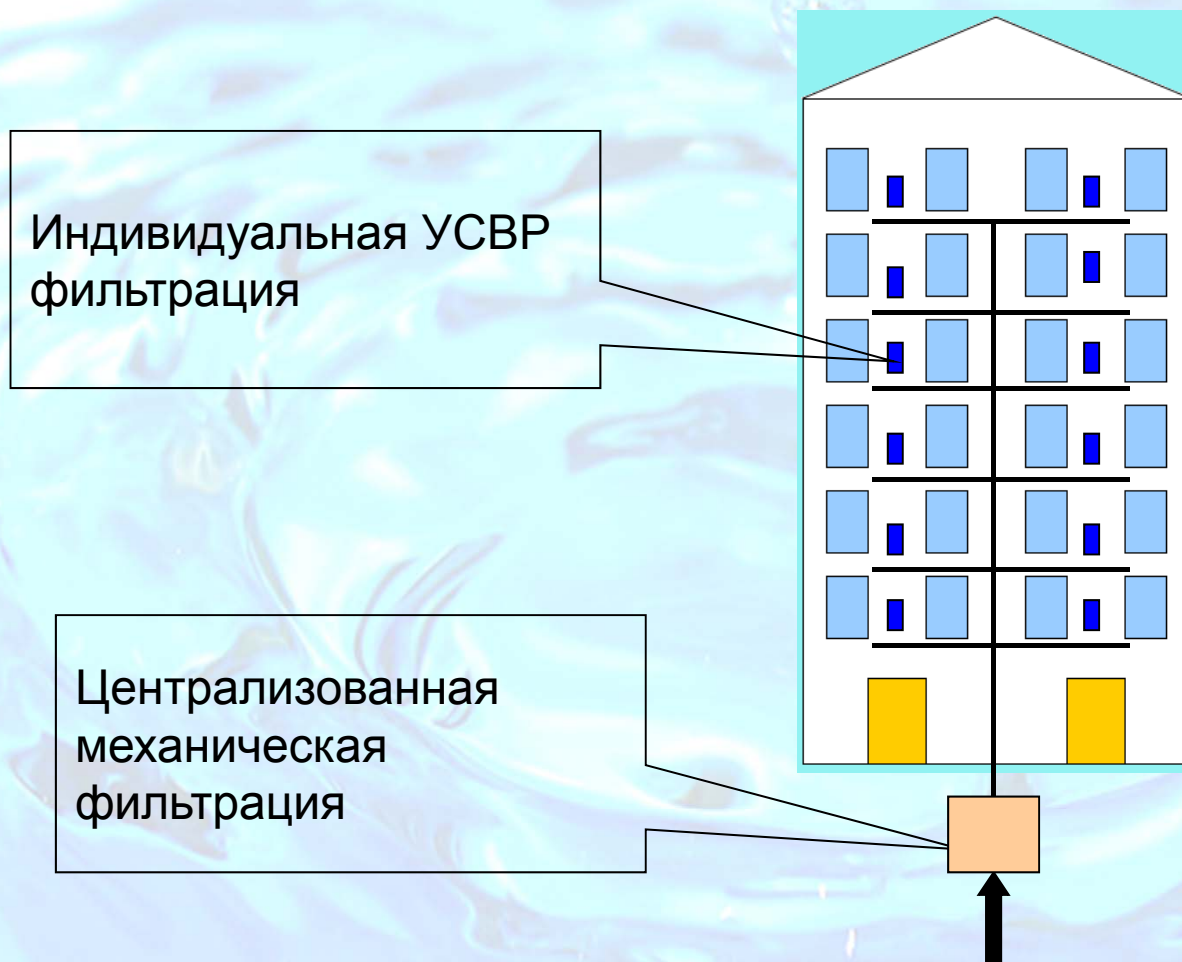 Индивидуальная УСВР
фильтрация
Централизованная
механическая
фильтрация